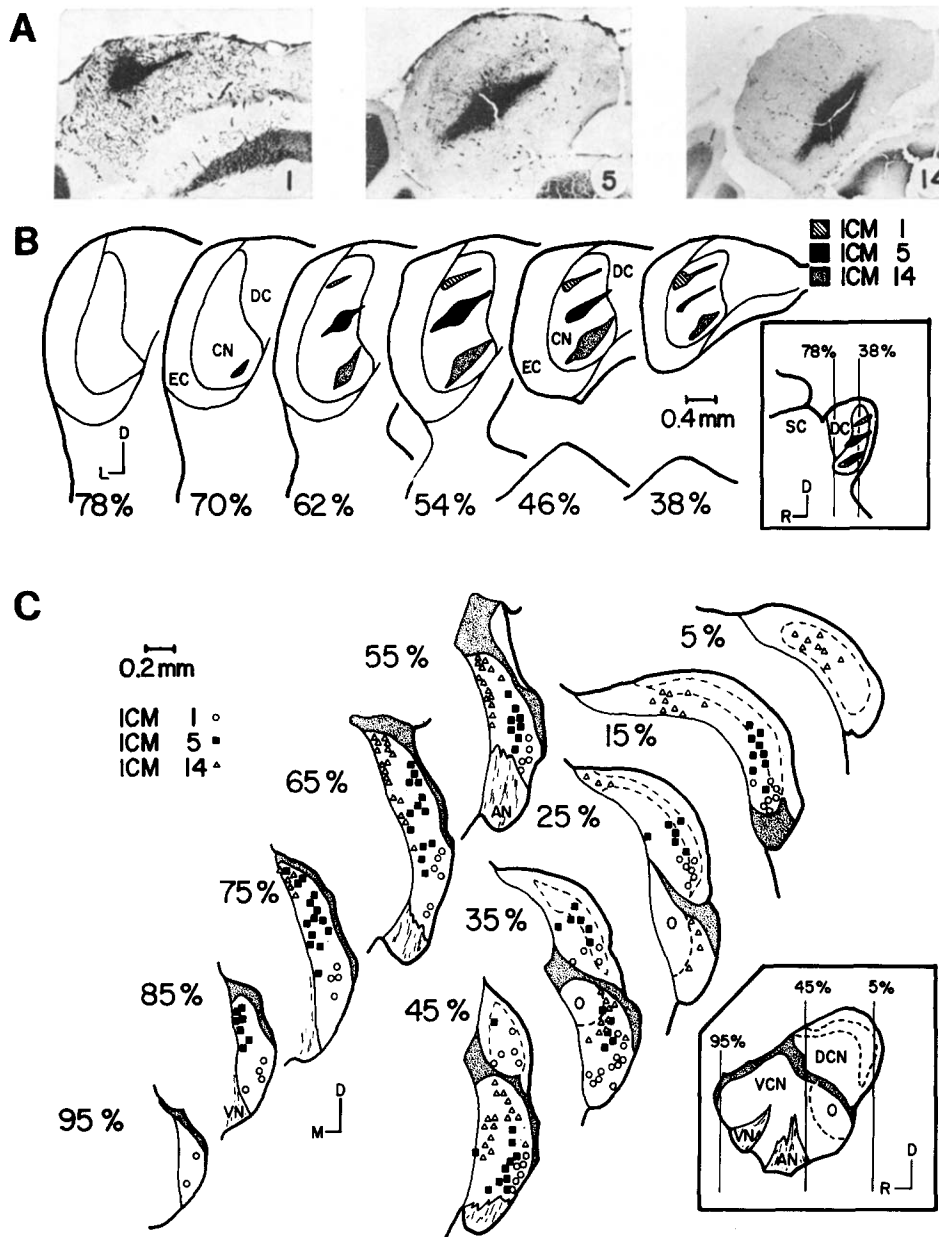 A
1
5
14
B
ICM 1
ICM 5
ICM 14
DC
CN
EC
DC
CN
EC
D
L
0.4 mm
78%
70%
62%
54%
46%
38%
78%
38%
SC
DC
D
R
C
0.2 mm
ICM 1
ICM 5
ICM 14
5%
55%
15%
65%
AN
25%
75%
35%
O
85%
45%
O
VN
95%
D
M
95%
45%
5%
DCN
VCN
O
VN
AN
D
R